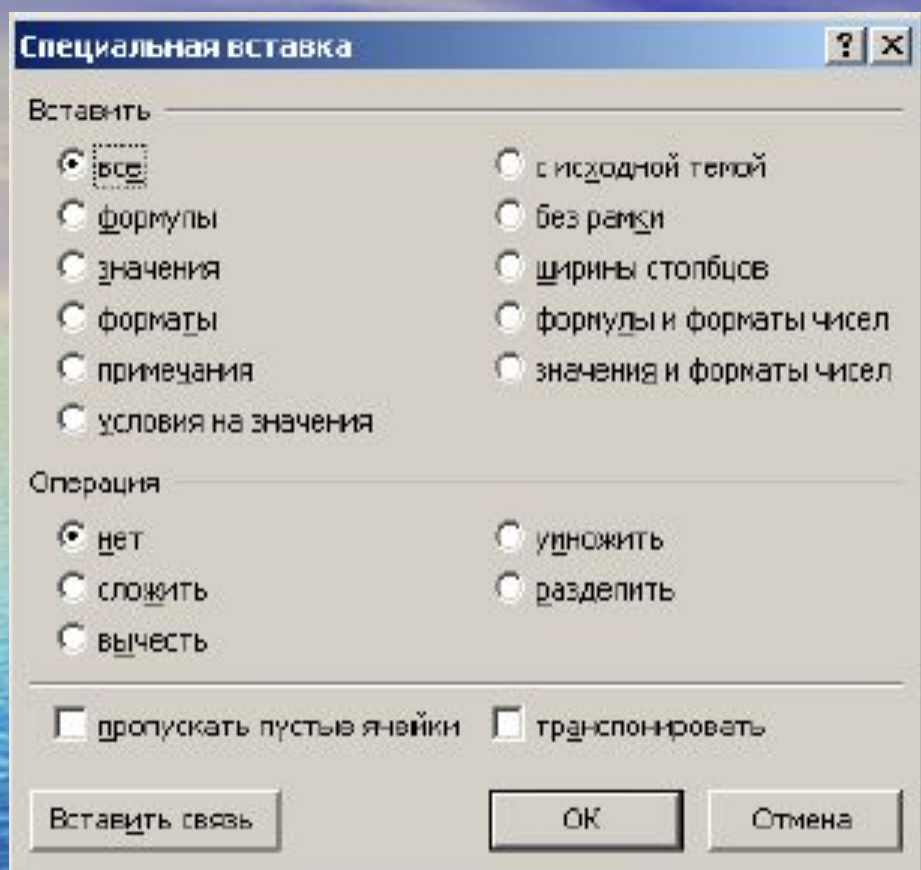 Специальная вставка
Вставить
все
с исходной темой
формулы
без рамки
значения
ширины столбцов
форматы
формулы и форматы чисел
примечания
значения и форматы чисел
условия на значения
Операция
нет
умножить
сложить
разделить
вычесть
пропускать пустые ячейки
транспонировать
Вставить связь
ОК
Отмена